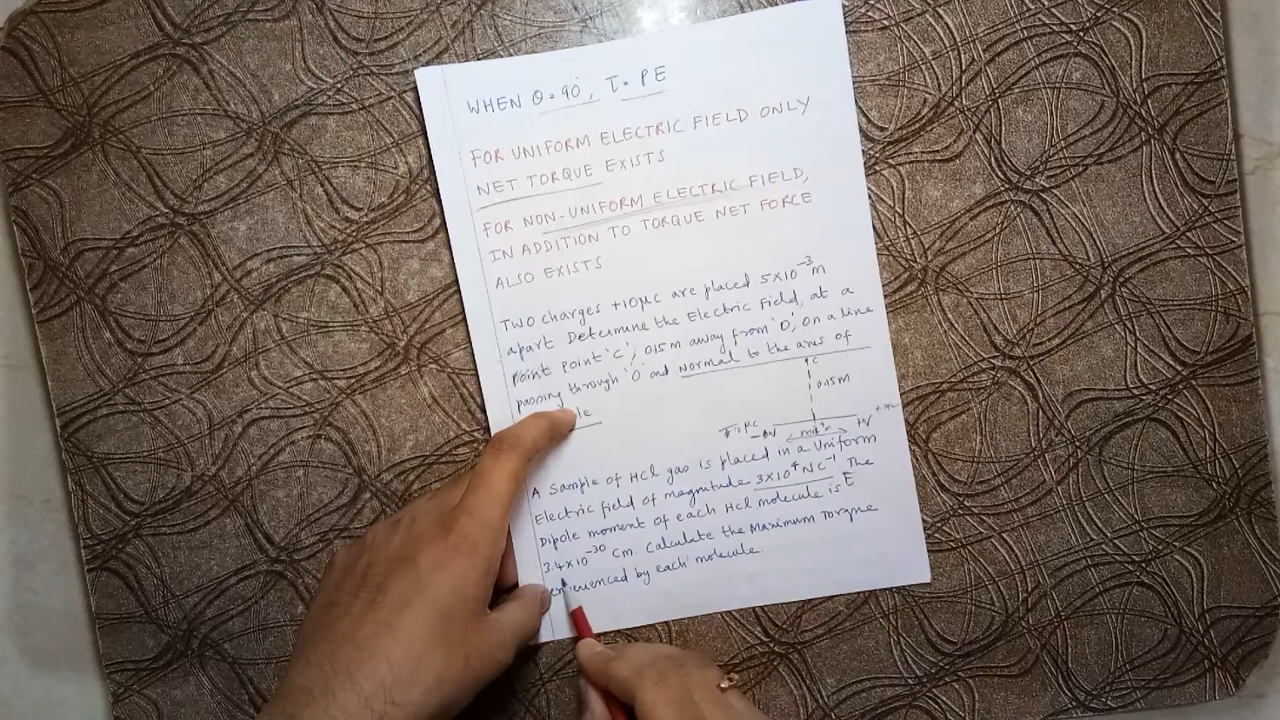 WHEN θ=90°, τ= PE
FOR UNIFORM ELECTRIC FIELD ONLY
NET TORQUE EXISTS
FOR NON-UNIFORM ELECTRIC FIELD,
IN ADDITION TO TORQUE NET FORCE
ALSO EXISTS
TWO charges +10μc are placed 5×10⁻³m
apart Determine the Electric Field, at a
point point 'c', 0.15m away from 'O', on a line
passing through 'O' and normal to the axis of
le
C
0.15M
A Sample of HCl gas is placed in a Uniform
Electric field of magnitude 3×10⁴ NC⁻¹ The
Dipole moment of each HCl molecule is E
3.4×10⁻³⁰ Cm Calculate the Maximum Torque
by each molecule.